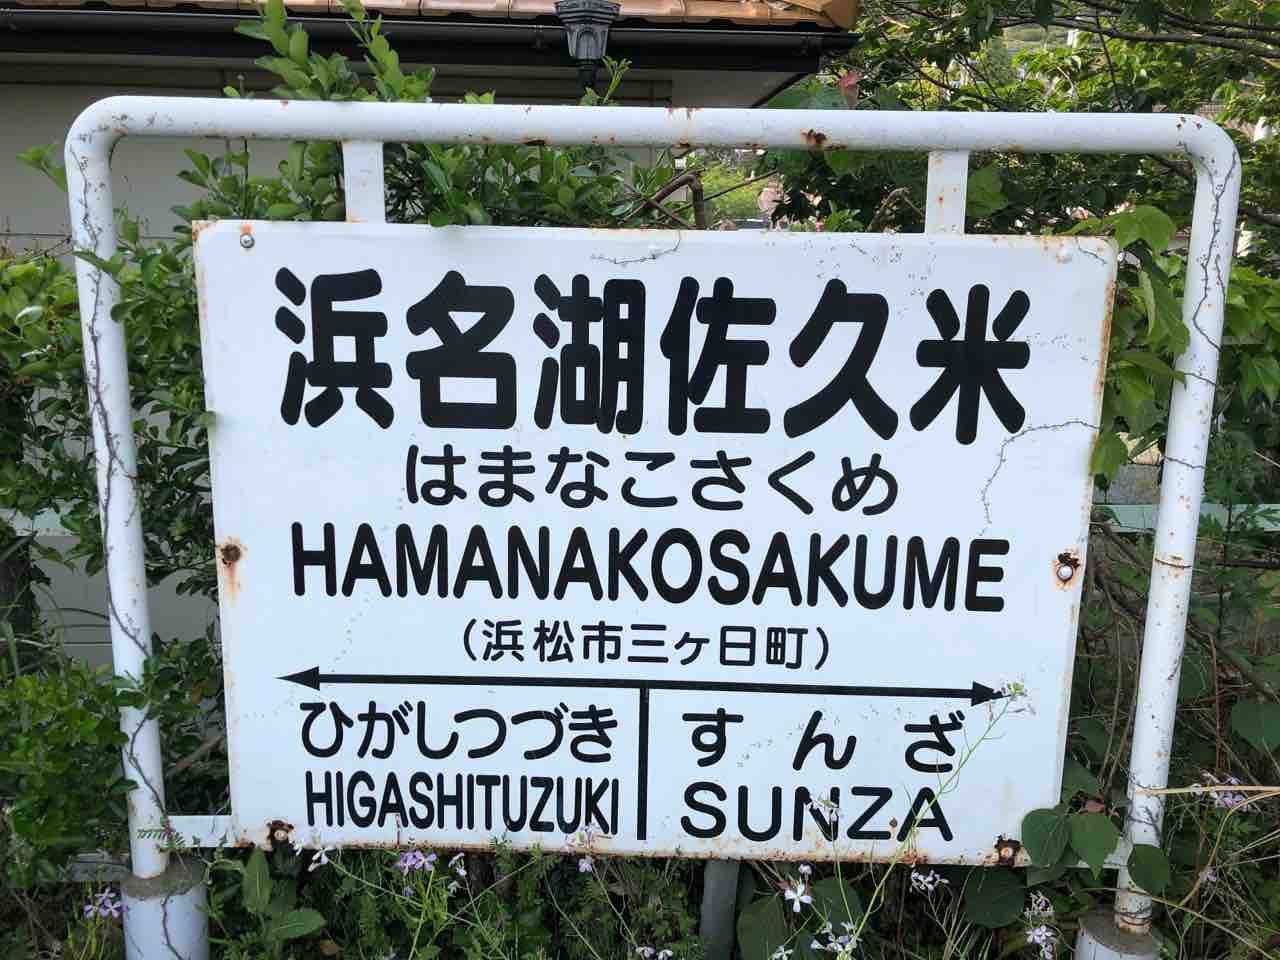 浜名湖佐久米
はまなこさくめ
HAMANAKOSAKUME
(浜松市三ヶ日町)
ひがしつづき
HIGASHITUZUKI
すんざ
SUNZA